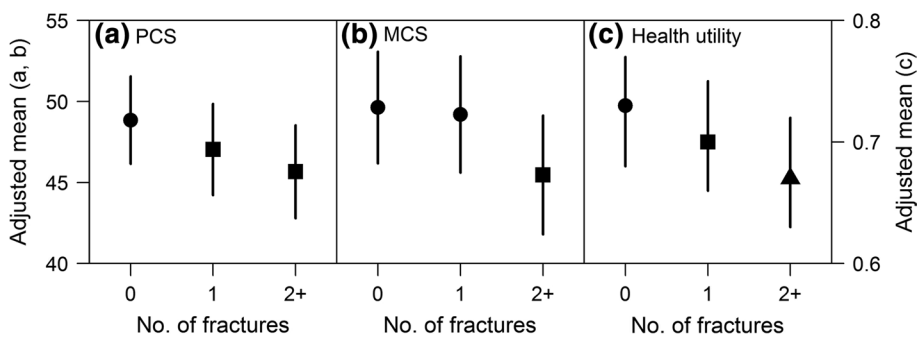 Adjusted mean (a, b)
55
50
45
40
(a) PCS
0 1 2+
No. of fractures
(b) MCS
0 1 2+
No. of fractures
(c) Health utility
0 1 2+
No. of fractures
0.8
0.7
0.6
Adjusted mean (c)